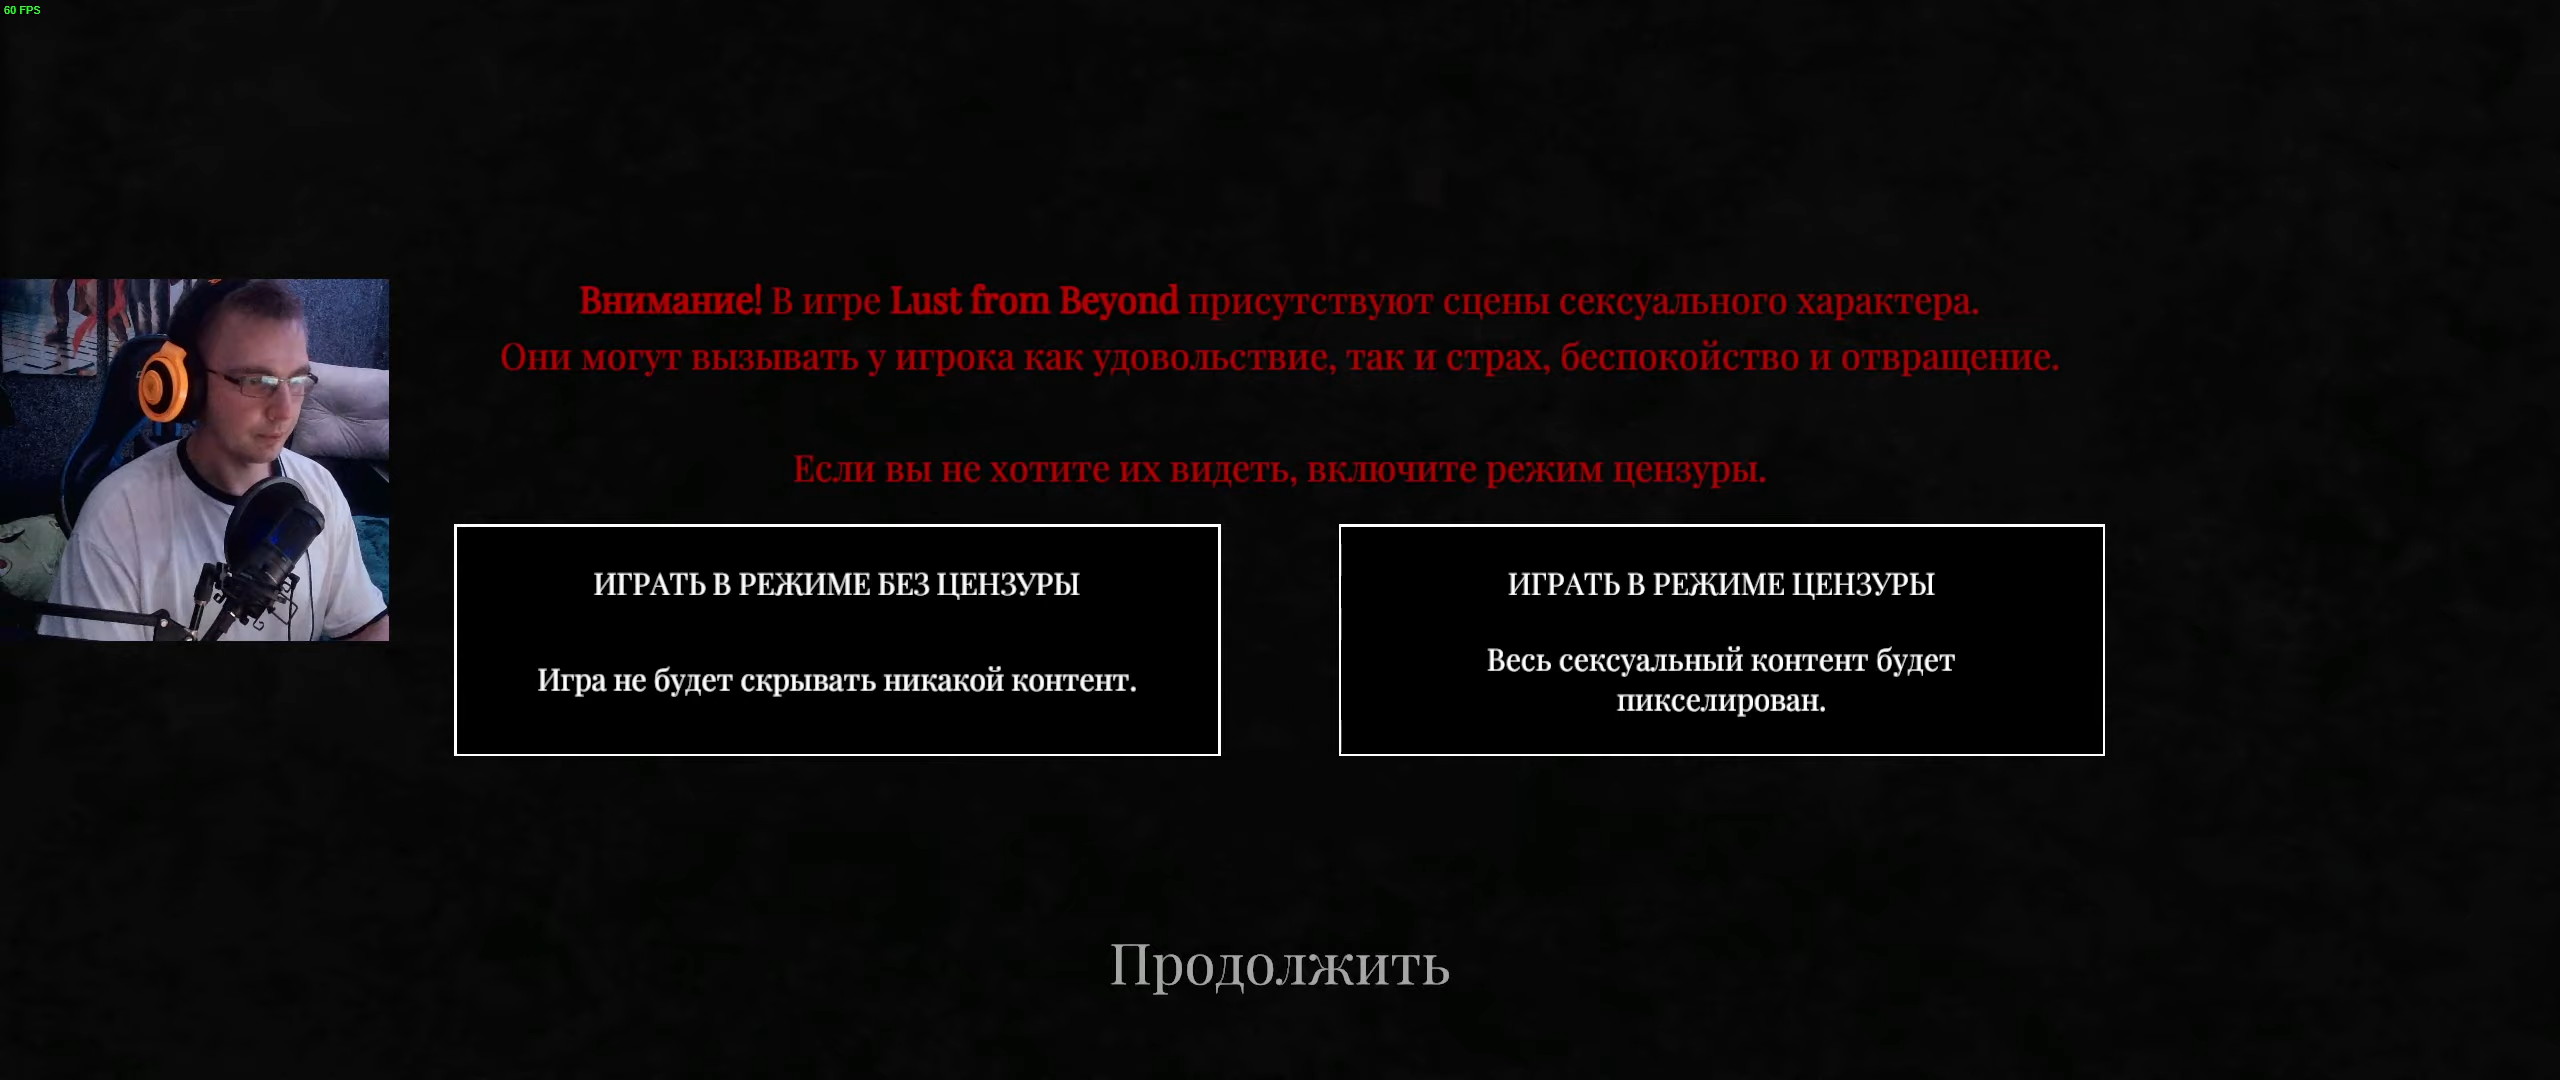 60 FPS
Внимание! В игре Lust from Beyond присутствуют сцены сексуального характера.
Они могут вызывать у игрока как удовольствие, так и страх, беспокойство и отвращение.
Если вы не хотите их видеть, включите режим цензуры.
ИГРАТЬ В РЕЖИМЕ БЕЗ ЦЕНЗУРЫ
Игра не будет скрывать никакой контент.
ИГРАТЬ В РЕЖИМЕ ЦЕНЗУРЫ
Весь сексуальный контент будет
пикселирован.
Продолжить